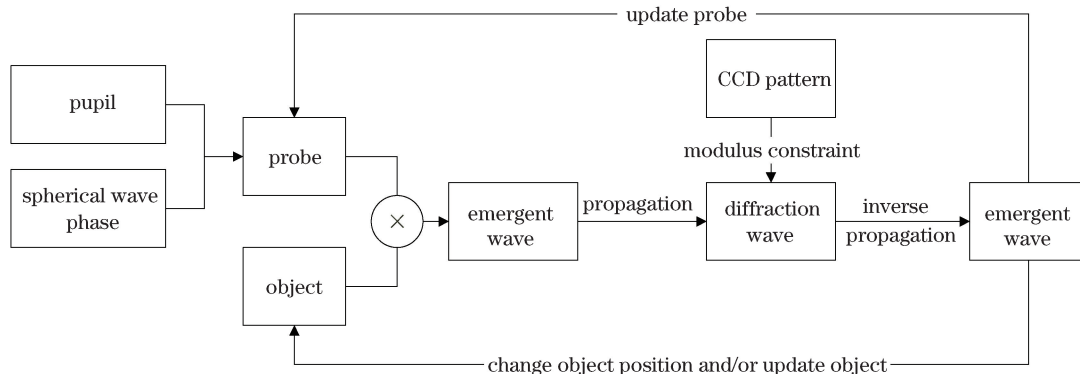 update probe
pupil
CCD pattern
probe
modulus constraint
spherical wave
phase
emergent
wave
propagation
diffraction
wave
inverse
propagation
emergent
wave
×
object
change object position and/or update object